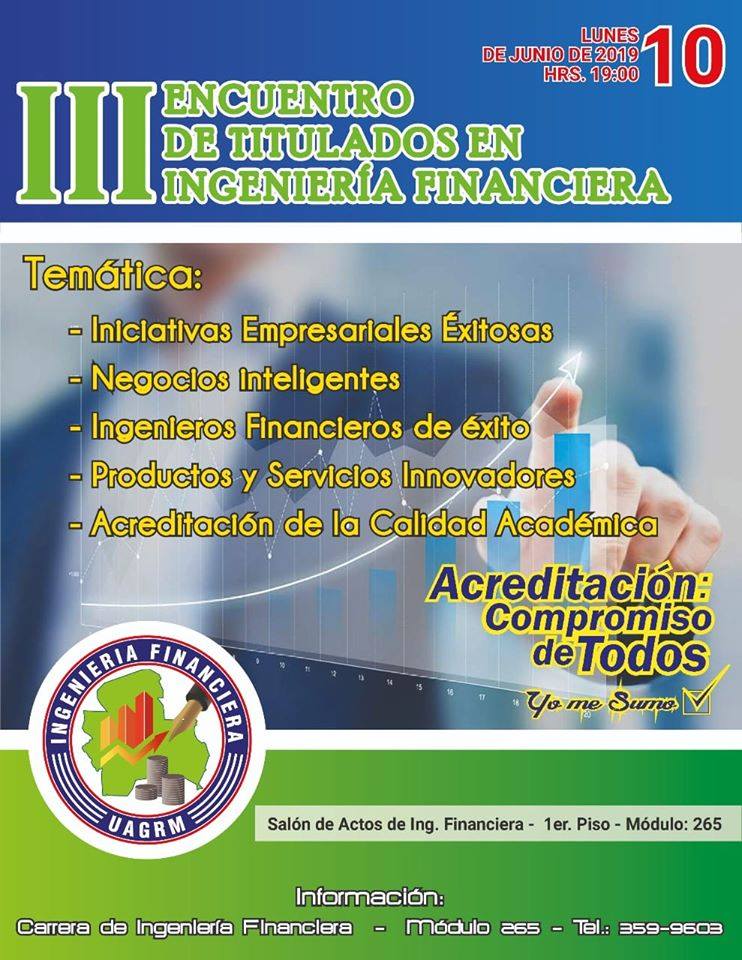 LUNES
DE JUNIO DE 2019
HRS. 19:00
10
III
ENCUENTRO
DE TITULADOS EN
INGENIERÍA FINANCIERA
Temática:
- Iniciativas Empresariales Éxitosas
- Negocios inteligentes
- Ingenieros Financieros de éxito
- Productos y Servicios Innovadores
- Acreditación de la Calidad Académica
Acreditación:
Compromiso
de Todos
Yo me Sumo
INGENIERIA FINANCIERA
UAGRM
Salón de Actos de Ing. Financiera - 1er. Piso - Módulo: 265
Información:
Carrera de Ingeniería Financiera - Módulo 265 - Tel.: 359-9603